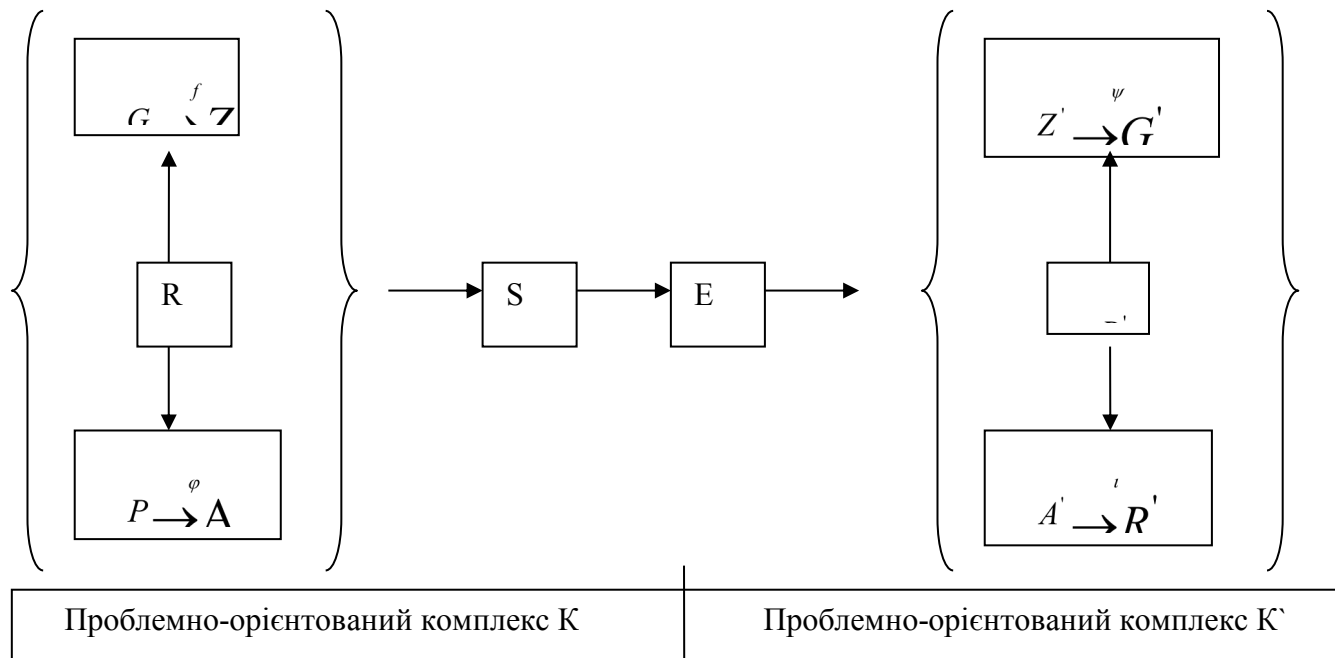 f
G → Z
ψ
Z' → G'
R
S
E
φ
P → A
ι
A' → R'
Проблемно-орієнтований комплекс К
Проблемно-орієнтований комплекс К`